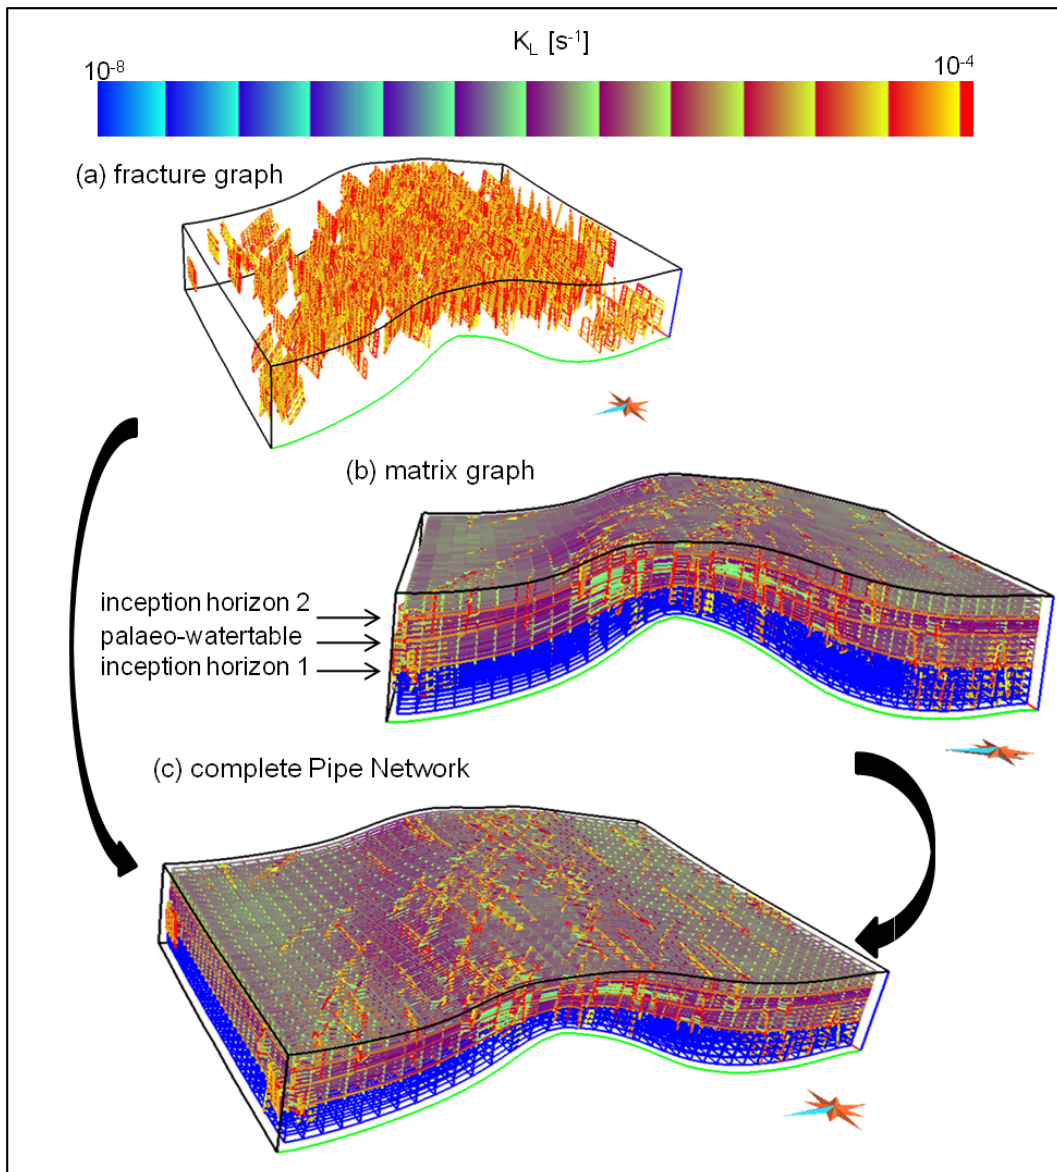 K_L [s⁻¹]
10⁻⁸
10⁻⁴
(a) fracture graph
(b) matrix graph
inception horizon 2
palaeo-watertable
inception horizon 1
(c) complete Pipe Network